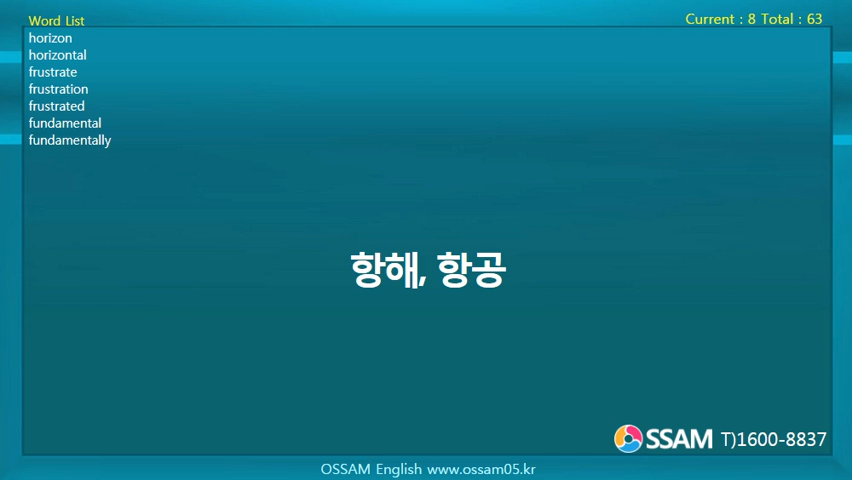 Word List
Current : 8 Total : 63
horizon
horizontal
frustrate
frustration
frustrated
fundamental
fundamentally
항해, 항공
SSAM T)1600-8837
OSSAM English www.ossam05.kr